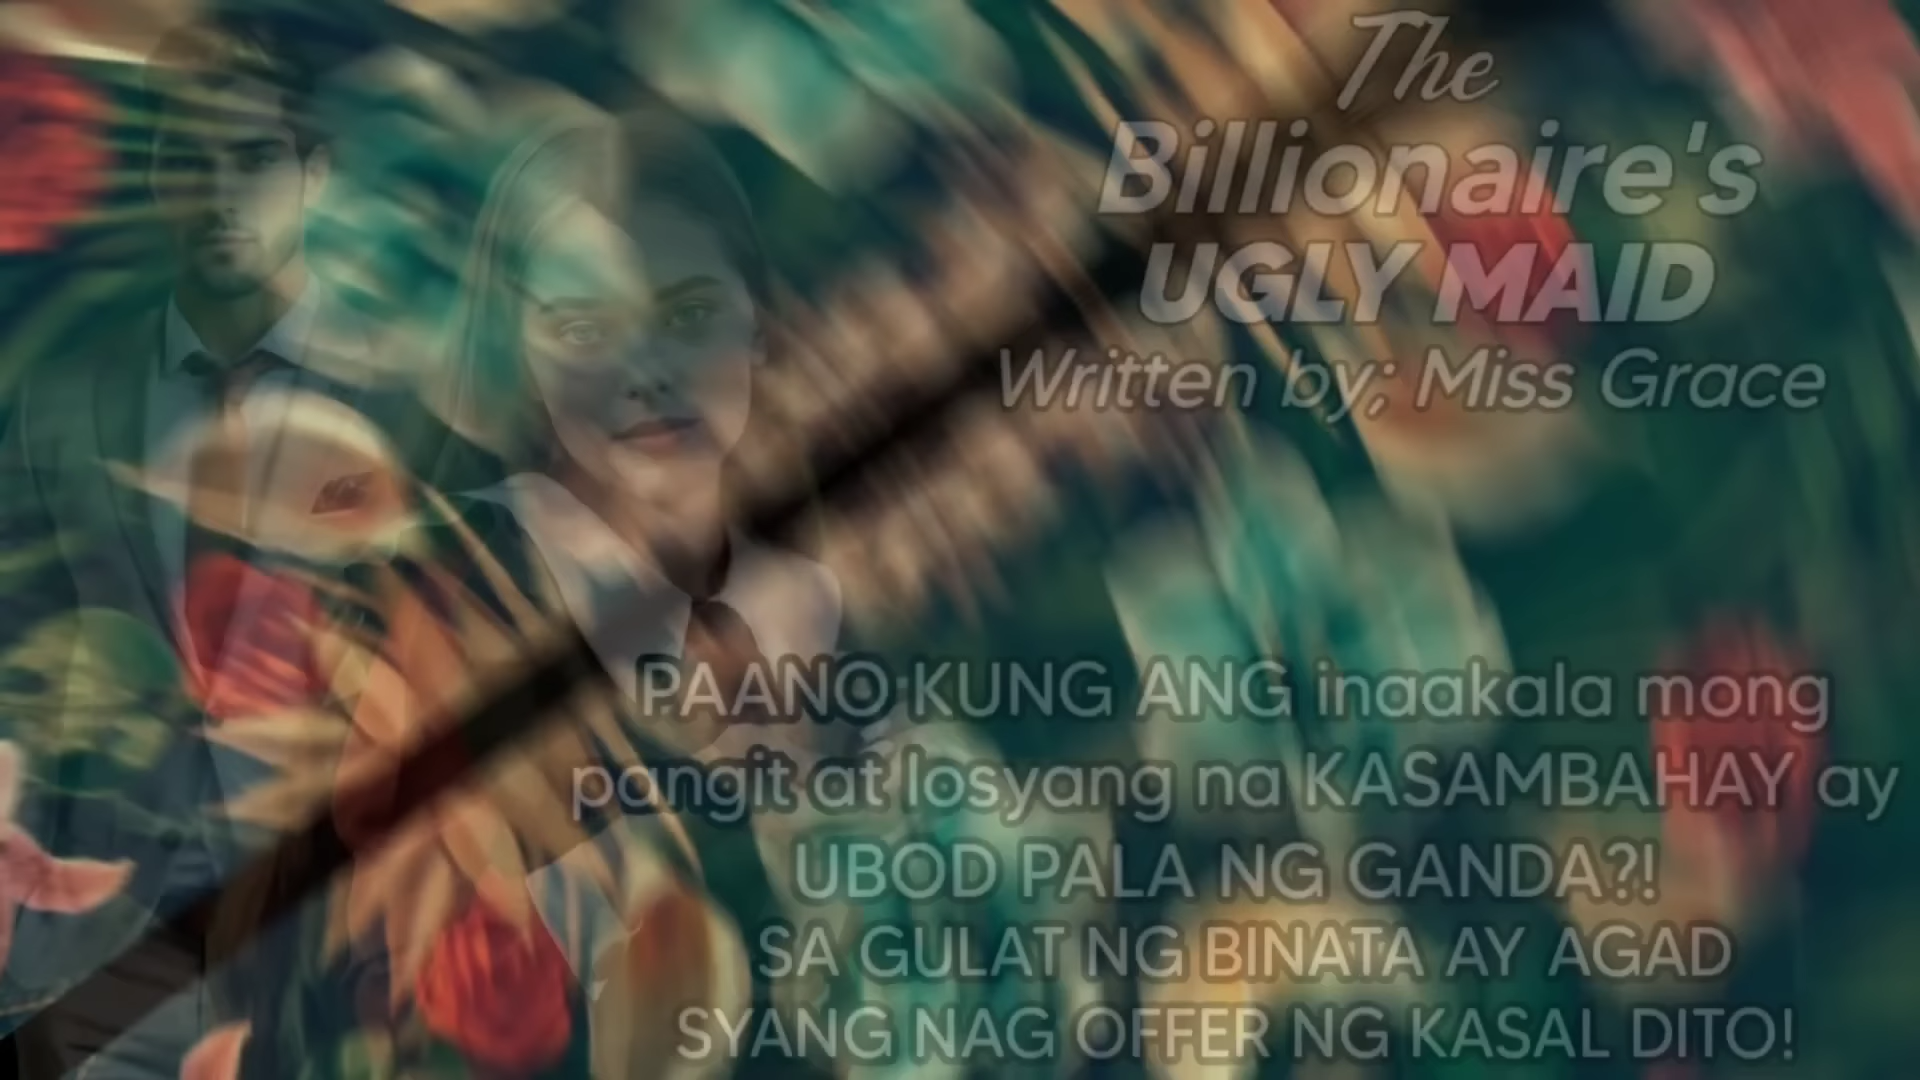 The
Billionaire's
UGLY MAID
Written by; Miss Grace
PAANO KUNG ANG inaakala mong
pangit at losyang na KASAMBAHAY ay
UBOD PALA NG GANDA?!
SA GULAT NG BINATA AY AGAD
SYANG NAG OFFER NG KASAL DITO!